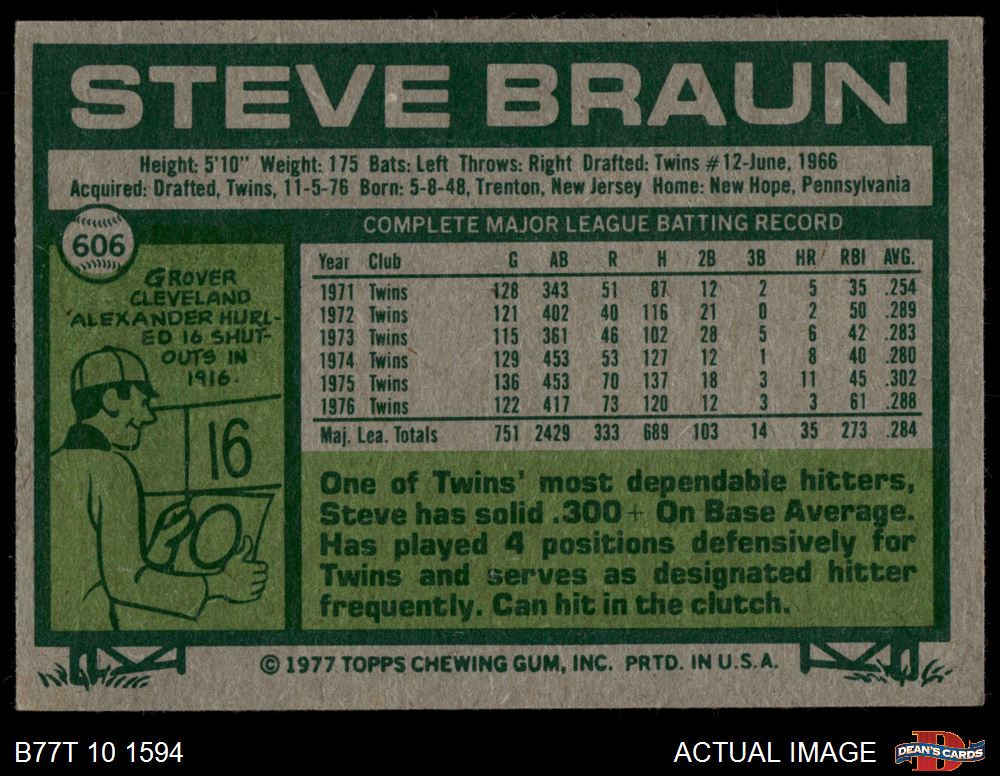 STEVE BRAUN
Height: 5'10" Weight: 175 Bats: Left Throws: Right Drafted: Twins #12-June, 1966
Acquired: Drafted, Twins, 11-5-76 Born: 5-8-48, Trenton, New Jersey Home: New Hope, Pennsylvania
606
GROVER
CLEVELAND
ALEXANDER HURL-
ED 16 SHUT-
OUTS IN
1916.
16
0
COMPLETE MAJOR LEAGUE BATTING RECORD
Year Club G AB R H 2B 3B HR RBI AVG.
1971 Twins 128 343 51 87 12 2 5 35 .254
1972 Twins 121 402 40 116 21 0 2 50 .289
1973 Twins 115 361 46 102 28 5 6 42 .283
1974 Twins 129 453 53 127 12 1 8 40 .280
1975 Twins 136 453 70 137 18 3 11 45 .302
1976 Twins 122 417 73 120 12 3 3 61 .288
Maj. Lea. Totals 751 2429 333 689 103 14 35 273 .284
One of Twins' most dependable hitters,
Steve has solid .300+ On Base Average.
Has played 4 positions defensively for
Twins and serves as designated hitter
frequently. Can hit in the clutch.
© 1977 TOPPS CHEWING GUM, INC. PRTD. IN U.S.A.
B77T 10 1594
ACTUAL IMAGE
D
DEAN'S CARDS